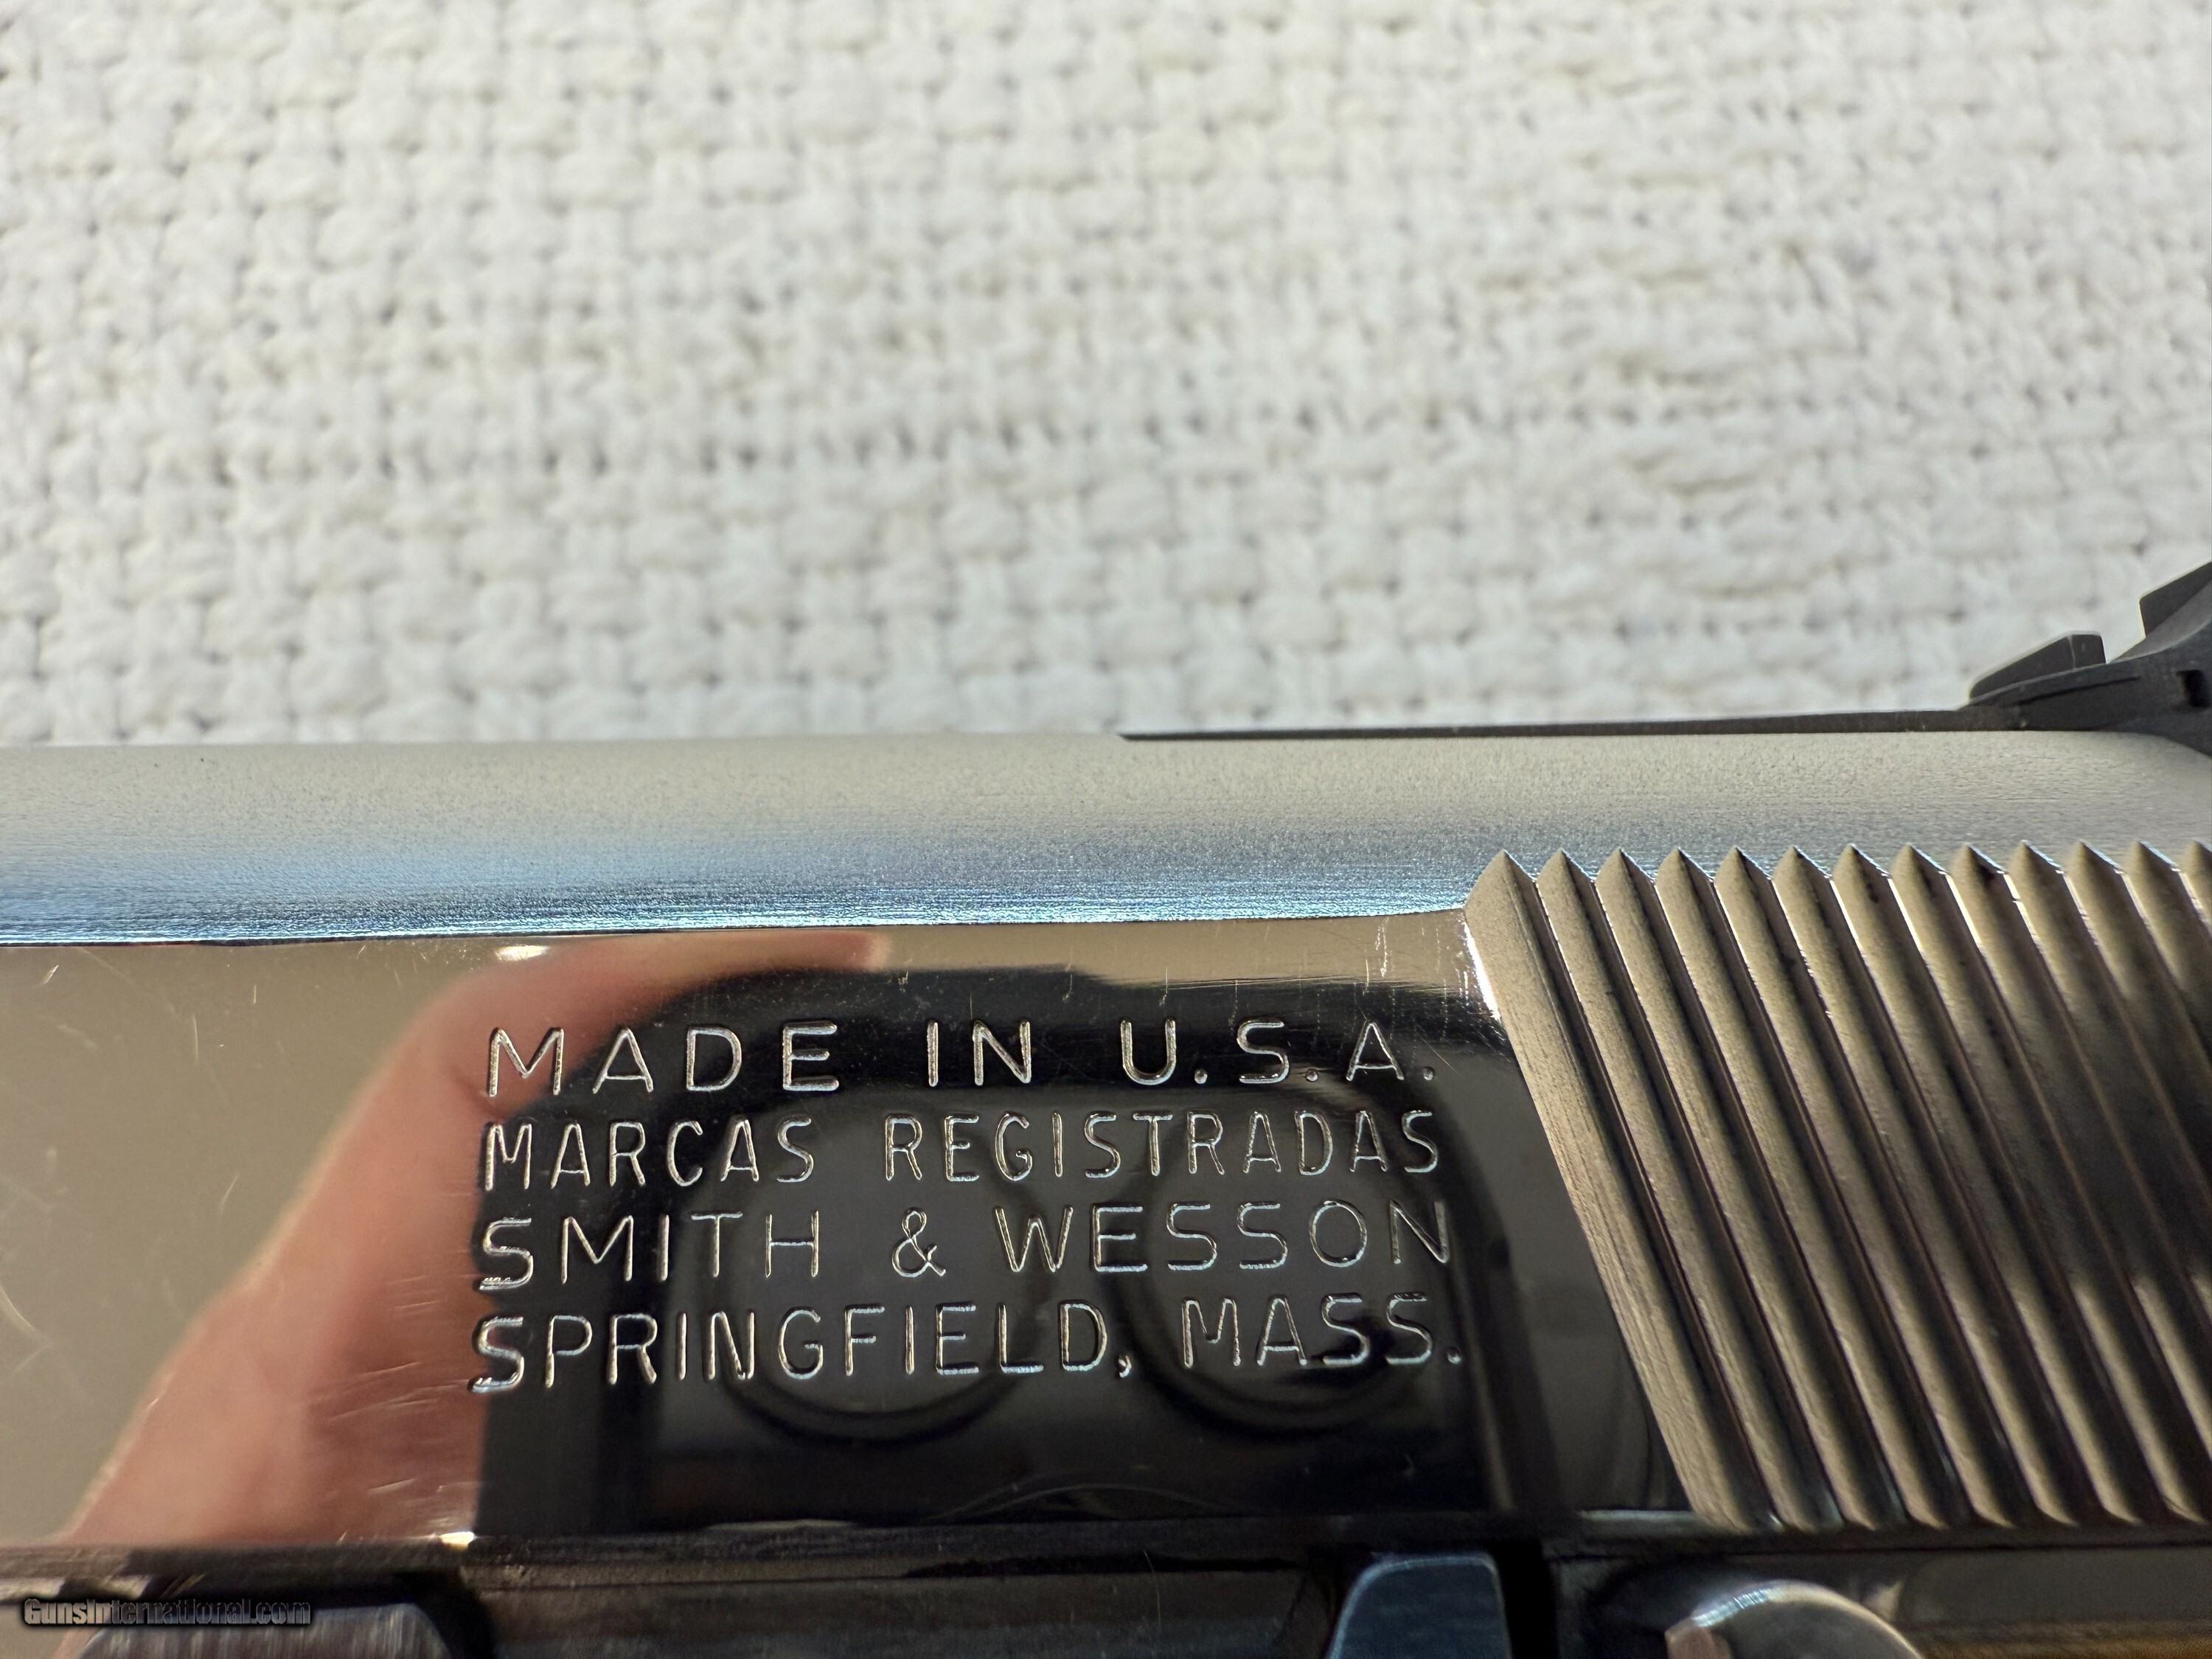 MADE IN U.S.A.
MARCAS REGISTRADAS
SMITH & WESSON
SPRINGFIELD, MASS.
GunsInternational.com